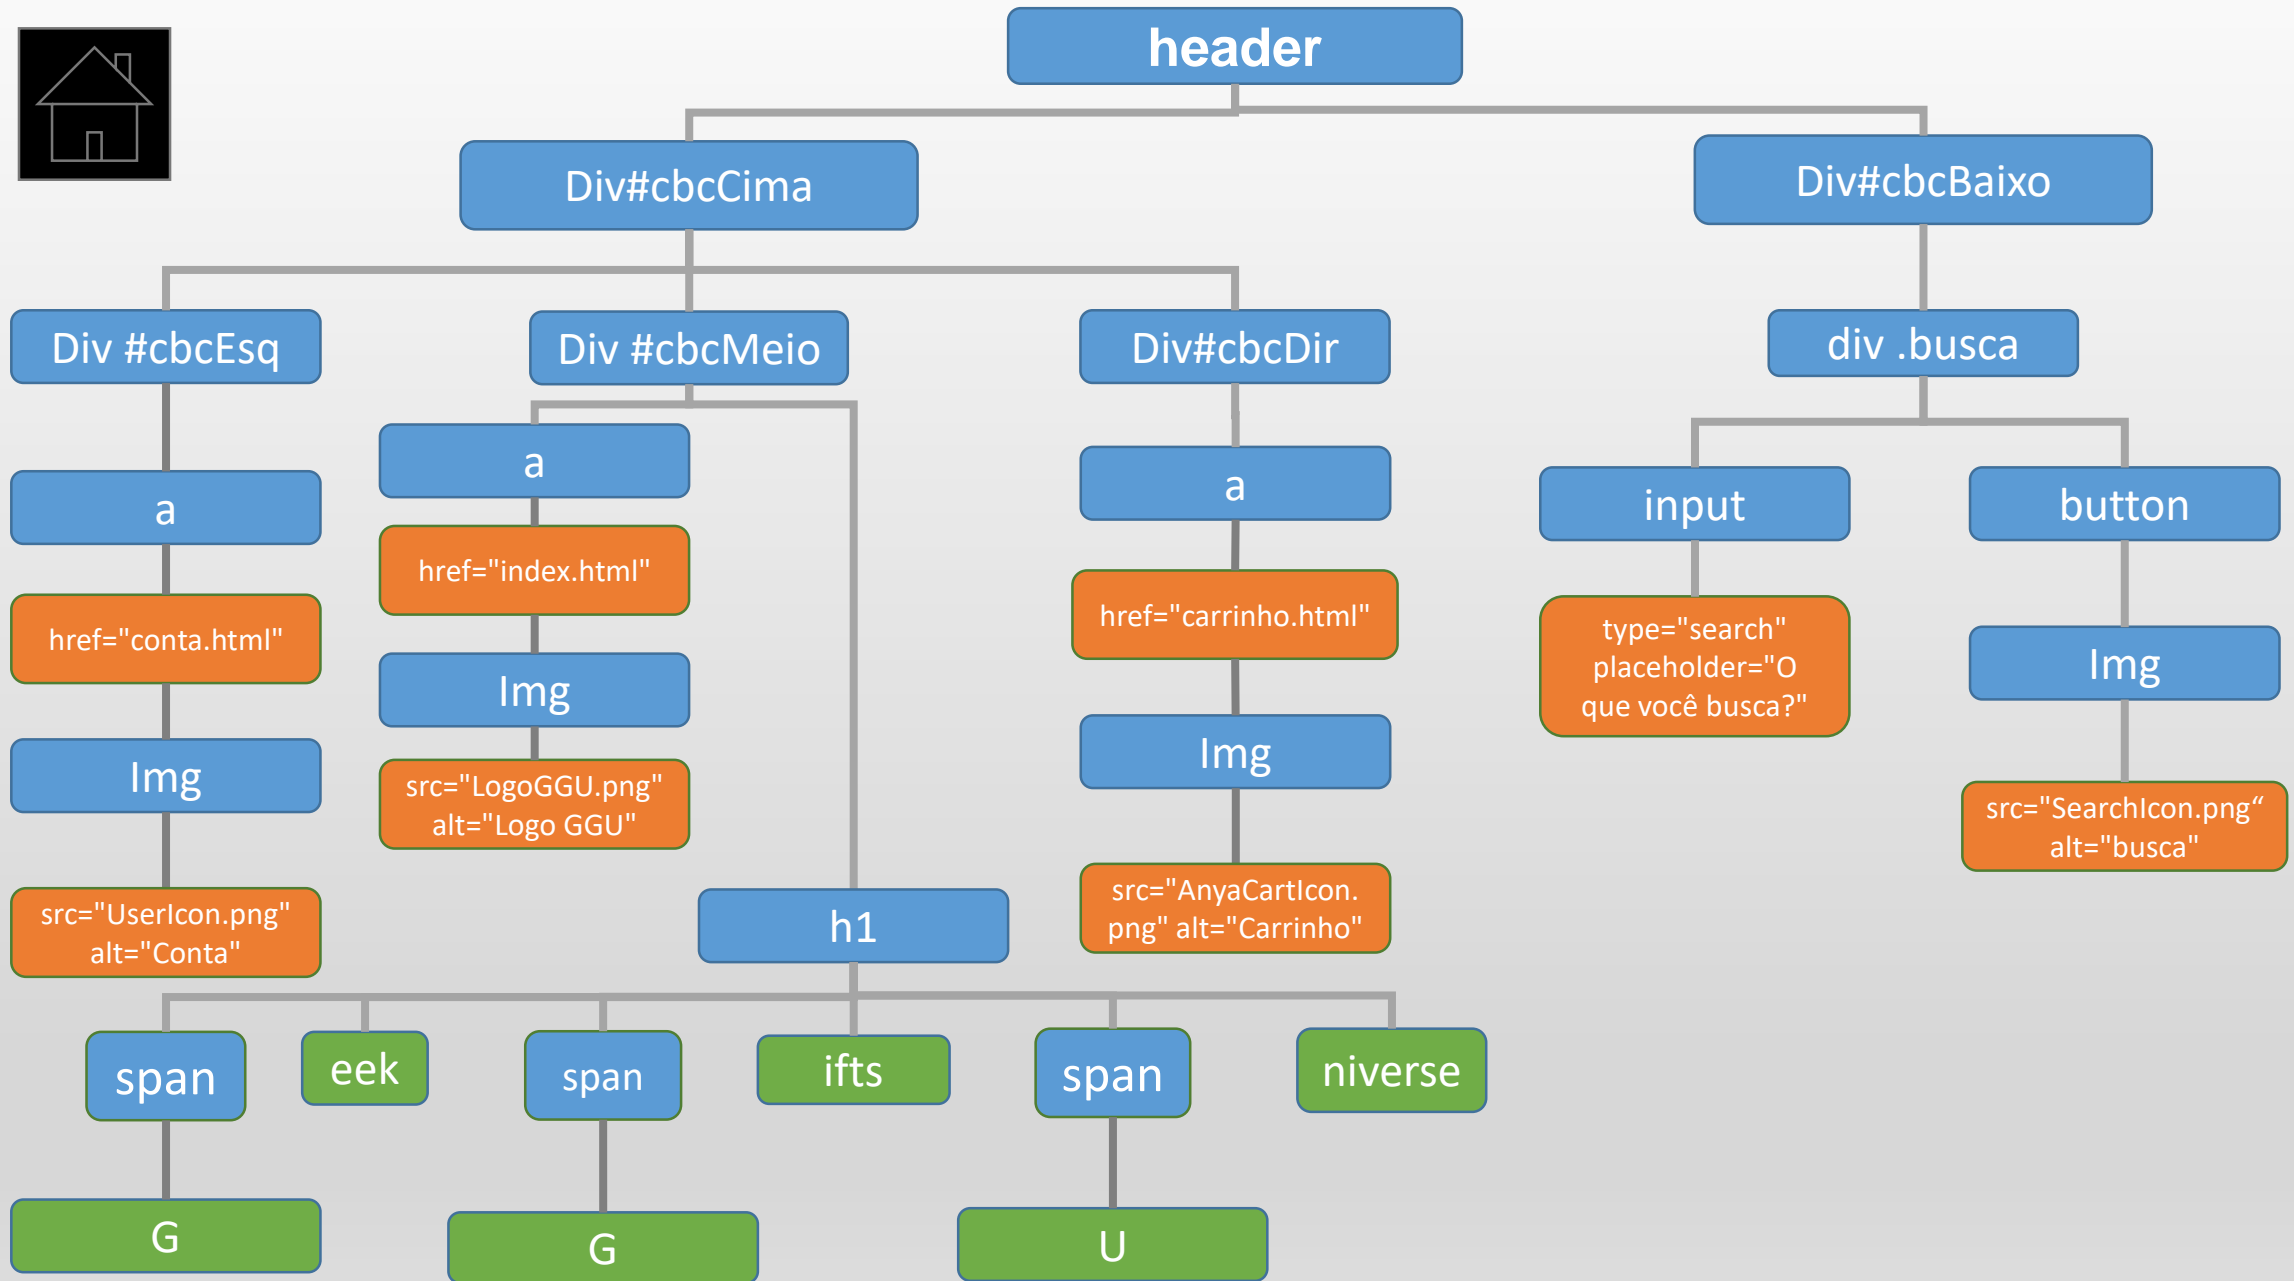 header
Div#cbcCima
Div#cbcBaixo
Div #cbcEsq
Div #cbcMeio
Div#cbcDir
div .busca
a
a
a
input
button
href="conta.html"
href="index.html"
href="carrinho.html"
type="search"
placeholder="O
que você busca?"
Img
Img
Img
Img
src="UserIcon.png"
alt="Conta"
src="LogoGGU.png"
alt="Logo GGU"
src="AnyaCartIcon.
png" alt="Carrinho"
src="SearchIcon.png“
alt="busca"
h1
span
eek
span
ifts
span
niverse
G
G
U